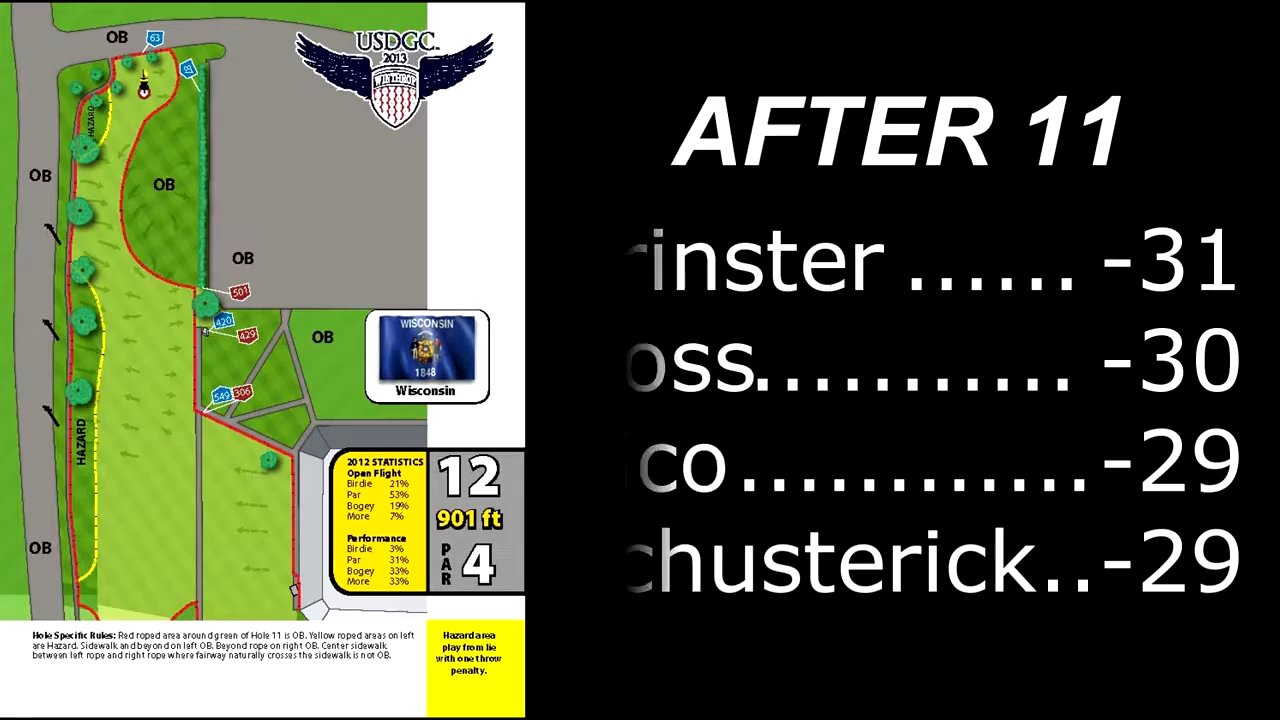 OB
63
USDGC
2013
WINTHROP
HAZARD
OB
OB
OB
501
420
429
OB
WISCONSIN
1848
Wisconsin
549 306
HAZARD
OB
2012 STATISTICS
Open Flight
Birdie 21%
Par 53%
Bogey 19%
More 7%
Performance
Birdie 3%
Par 31%
Bogey 33%
More 33%
12
901 ft
PAR 4
Hole Specific Rules: Red roped area around green of Hole 11 is OB. Yellow roped areas on left
are Hazard. Sidewalk and beyond on left OB. Beyond rope on right OB. Center sidewalk
between left rope and right rope where fairway naturally crosses the sidewalk is not OB.
Hazard area
play from lie
with one throw
penalty.
AFTER 11
rinster ...... -31
oss........... -30
ico............ -29
chusterick..-29